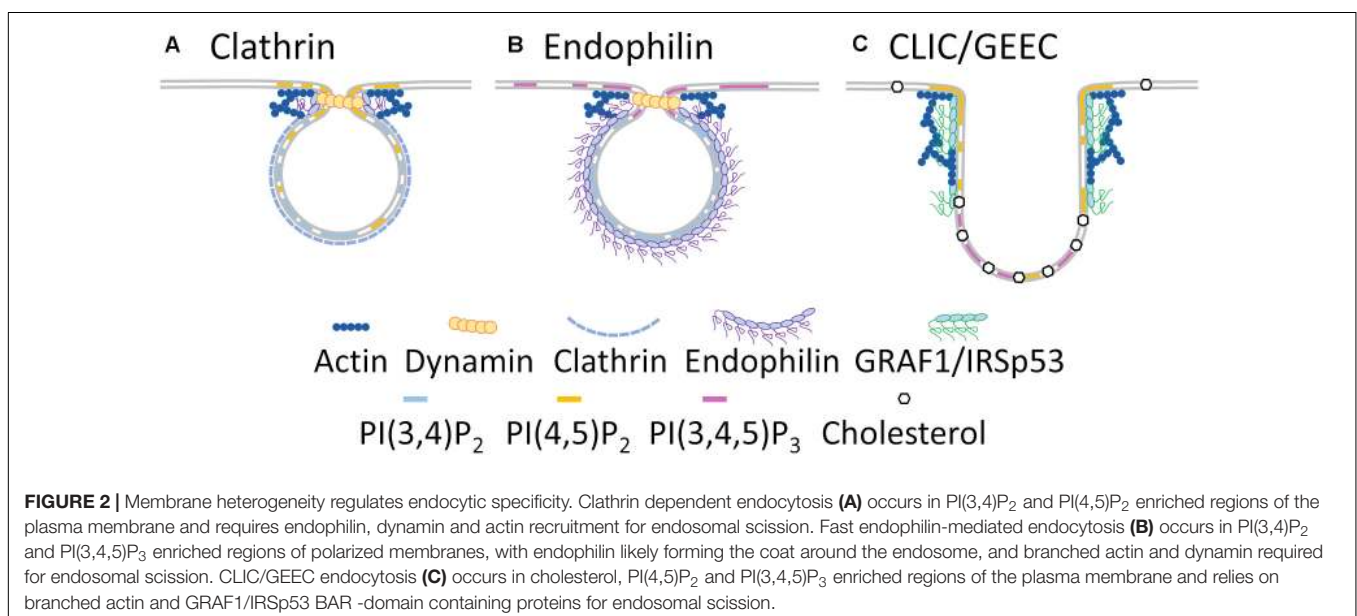 A Clathrin B Endophilin C CLIC/GEEC
Actin Dynamin Clathrin Endophilin GRAF1/IRSp53
PI(3,4)P₂ PI(4,5)P₂ PI(3,4,5)P₃ Cholesterol
FIGURE 2 | Membrane heterogeneity regulates endocytic specificity. Clathrin dependent endocytosis (A) occurs in PI(3,4)P₂ and PI(4,5)P₂ enriched regions of the
plasma membrane and requires endophilin, dynamin and actin recruitment for endosomal scission. Fast endophilin-mediated endocytosis (B) occurs in PI(3,4)P₂
and PI(3,4,5)P₃ enriched regions of polarized membranes, with endophilin likely forming the coat around the endosome, and branched actin and dynamin required
for endosomal scission. CLIC/GEEC endocytosis (C) occurs in cholesterol, PI(4,5)P₂ and PI(3,4,5)P₃ enriched regions of the plasma membrane and relies on
branched actin and GRAF1/IRSp53 BAR -domain containing proteins for endosomal scission.